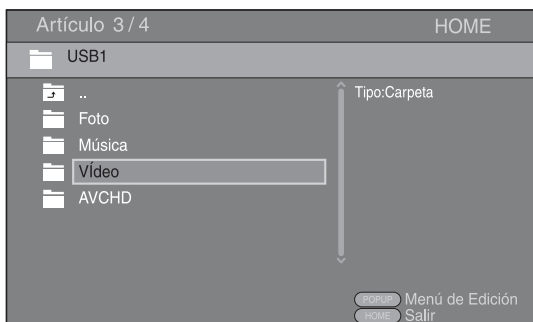 Artículo 3/4 HOME
USB1
..
Tipo:Carpeta
Foto
Música
VÍdeo
AVCHD
POPUP Menú de Edición
HOME Salir